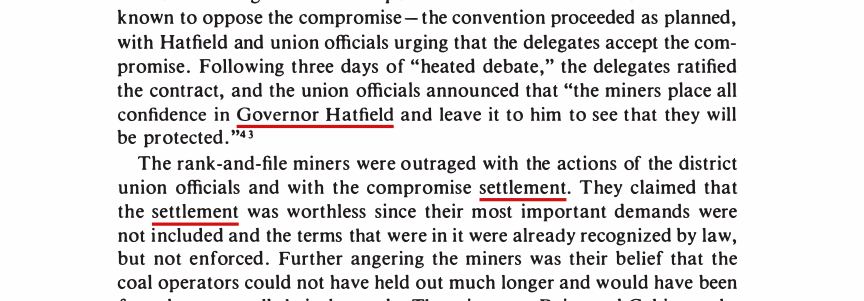 known to oppose the compromise—the convention proceeded as planned,
with Hatfield and union officials urging that the delegates accept the com-
promise. Following three days of “heated debate,” the delegates ratified
the contract, and the union officials announced that “the miners place all
confidence in Governor Hatfield and leave it to him to see that they will
be protected.”⁴³
The rank-and-file miners were outraged with the actions of the district
union officials and with the compromise settlement. They claimed that
the settlement was worthless since their most important demands were
not included and the terms that were in it were already recognized by law,
but not enforced. Further angering the miners was their belief that the
coal operators could not have held out much longer and would have been